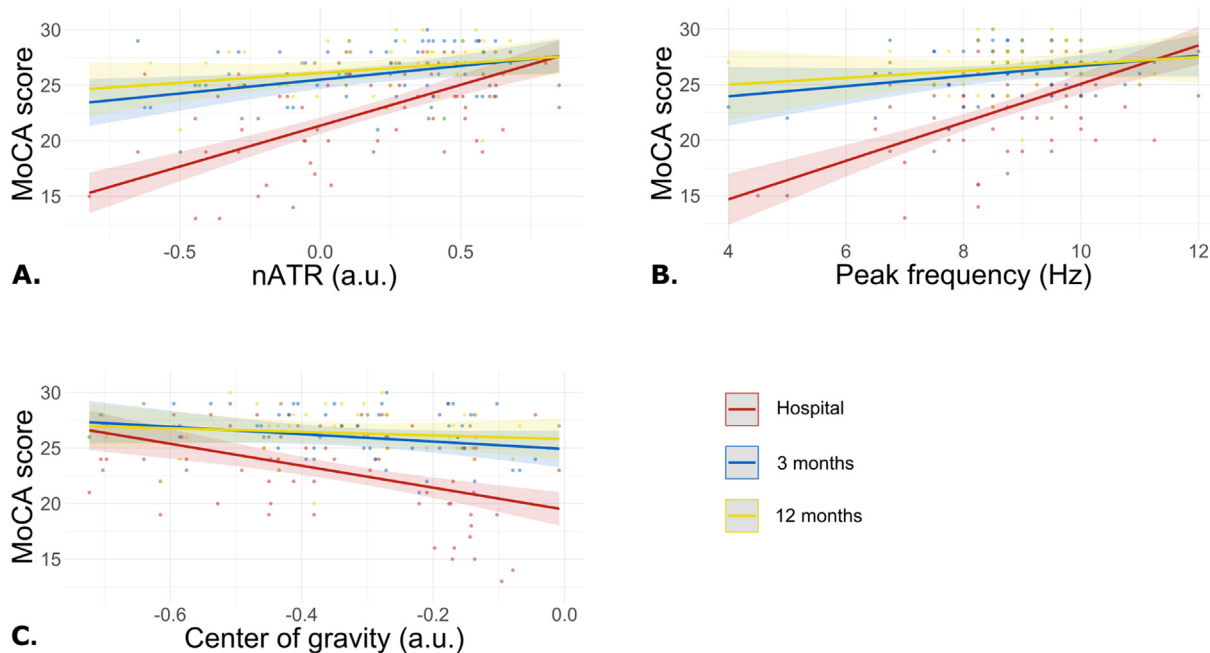 30
25
20
15
MoCA score
-0.5
0.0
0.5
A.
nATR (a.u.)
30
25
20
15
MoCA score
4
6
8
10
12
B.
Peak frequency (Hz)
30
25
20
15
MoCA score
-0.6
-0.4
-0.2
0.0
C.
Center of gravity (a.u.)
Hospital
3 months
12 months